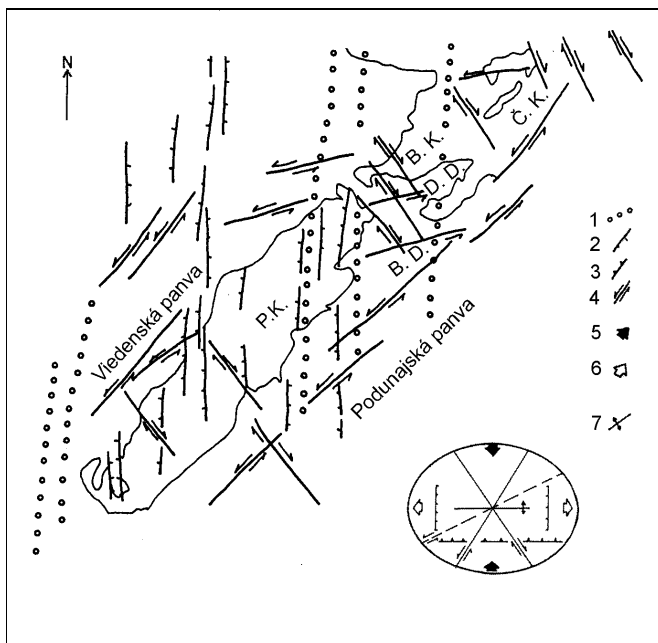 N
Č. K.
B. K.
D. D.
B. D.
P.K.
Viedenská panva
Podunajská panva
1
2
3
4
5
6
7